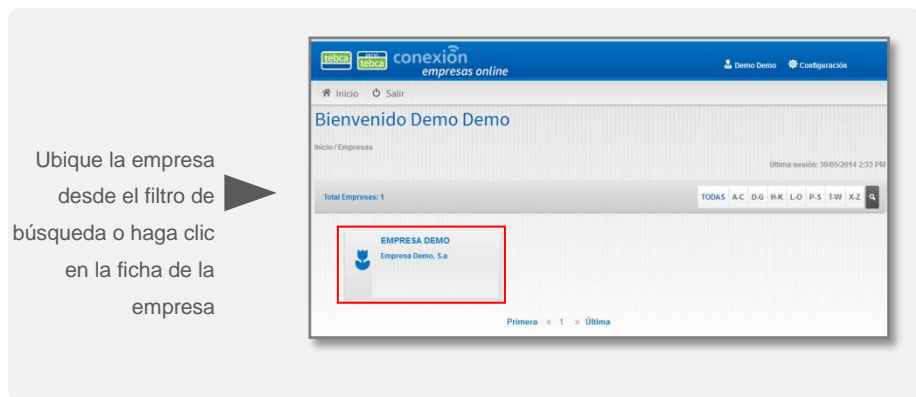 Ubique la empresa
desde el filtro de
búsqueda o haga clic
en la ficha de la
empresa
tebca
tebca
conexión
empresas online
Demo Demo
Configuración
Inicio
Salir
Bienvenido Demo Demo
Inicio / Empresas
Última sesión: 30/05/2014 2:33 PM
Total Empresas: 1
TODAS A-C D-G H-K L-O P-S T-W X-Z
EMPRESA DEMO
Empresa Demo, S.a
Primera « 1 » Última